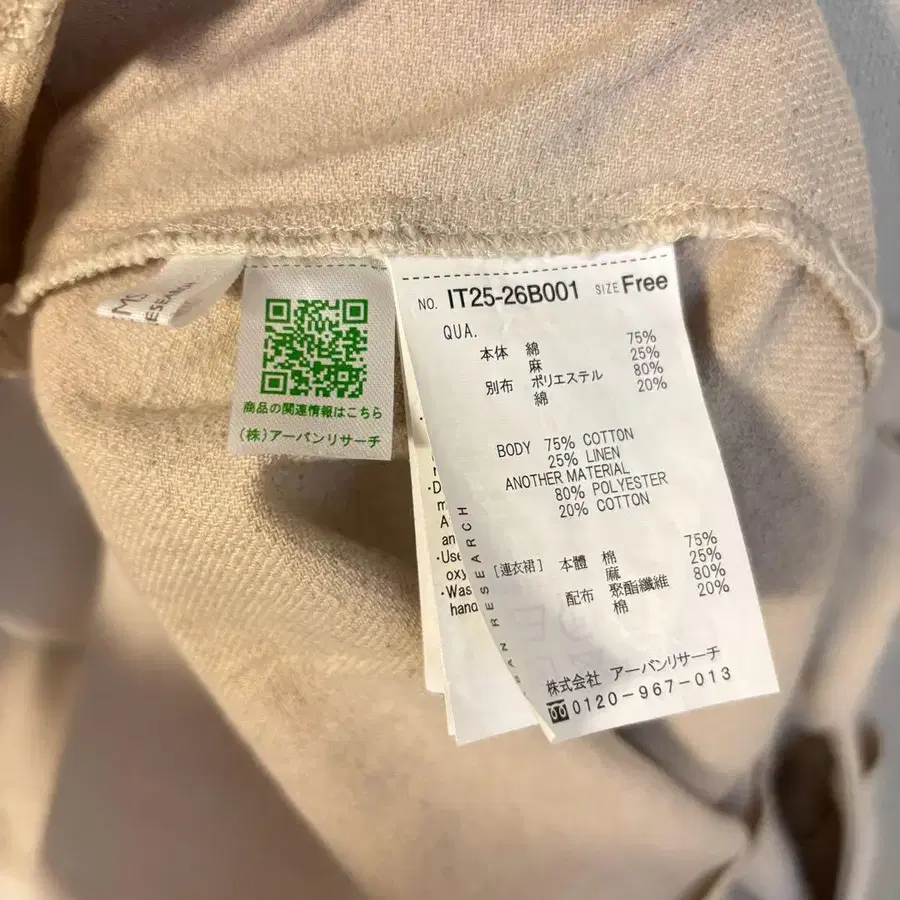 商品の関連情報はこちら
(株)アーバンリサーチ
NO. IT25-26B001 SIZE Free
QUA.
本体 綿 75%
麻 25%
別布 ポリエステル 80%
綿 20%
BODY 75% COTTON
25% LINEN
ANOTHER MATERIAL
80% POLYESTER
20% COTTON
[連衣裙] 本體 棉 75%
麻 25%
配布 聚酯纖維 80%
棉 20%
株式会社 アーバンリサーチ
0120-967-013
RESEARCH
hand